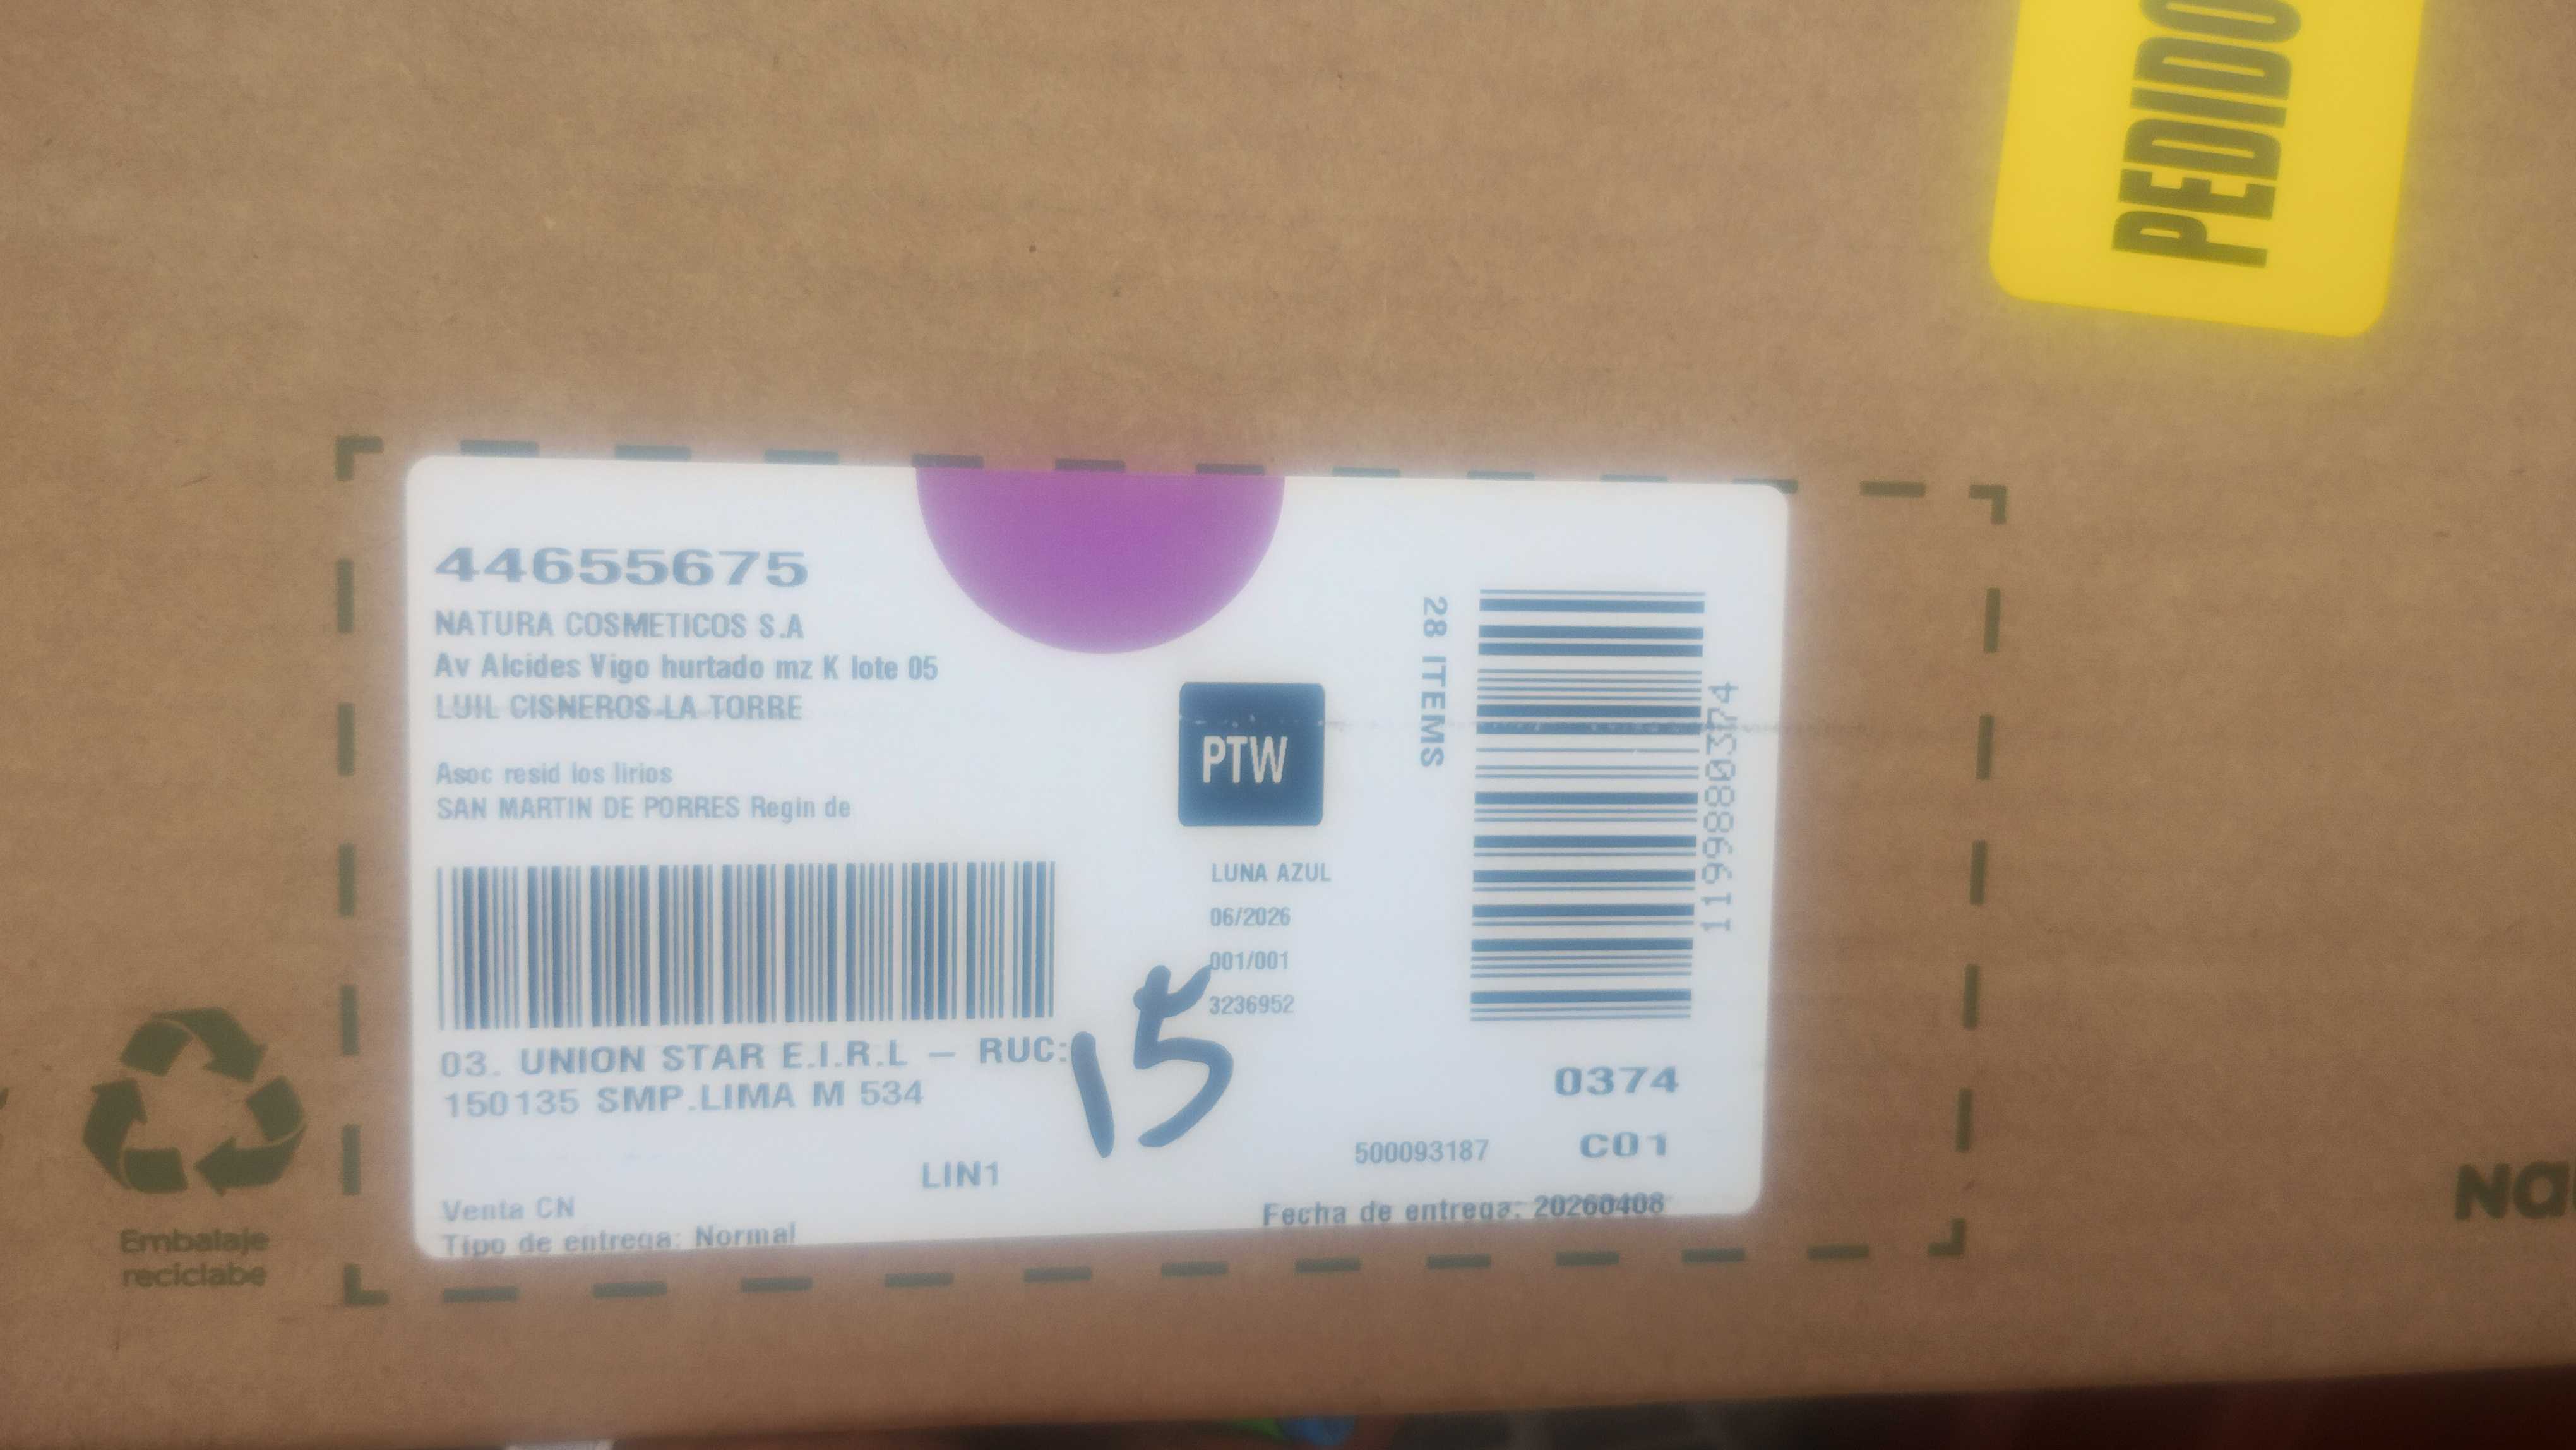 PEDIDO
44655675
NATURA COSMETICOS S.A
Av Alcides Vigo hurtado mz K lote 05
LUIL CISNEROS-LA TORRE
Asoc resid los lirios
SAN MARTIN DE PORRES Regin de
03. UNION STAR E.I.R.L – RUC:
150135 SMP.LIMA M 534
LIN1
Venta CN
Tipo de entrega: Normal
PTW
LUNA AZUL
06/2026
001/001
3236952
15
28 ITEMS
1199880374
0374
500093187 C01
Fecha de entrega: 20260408
Embalaje
reciclabe